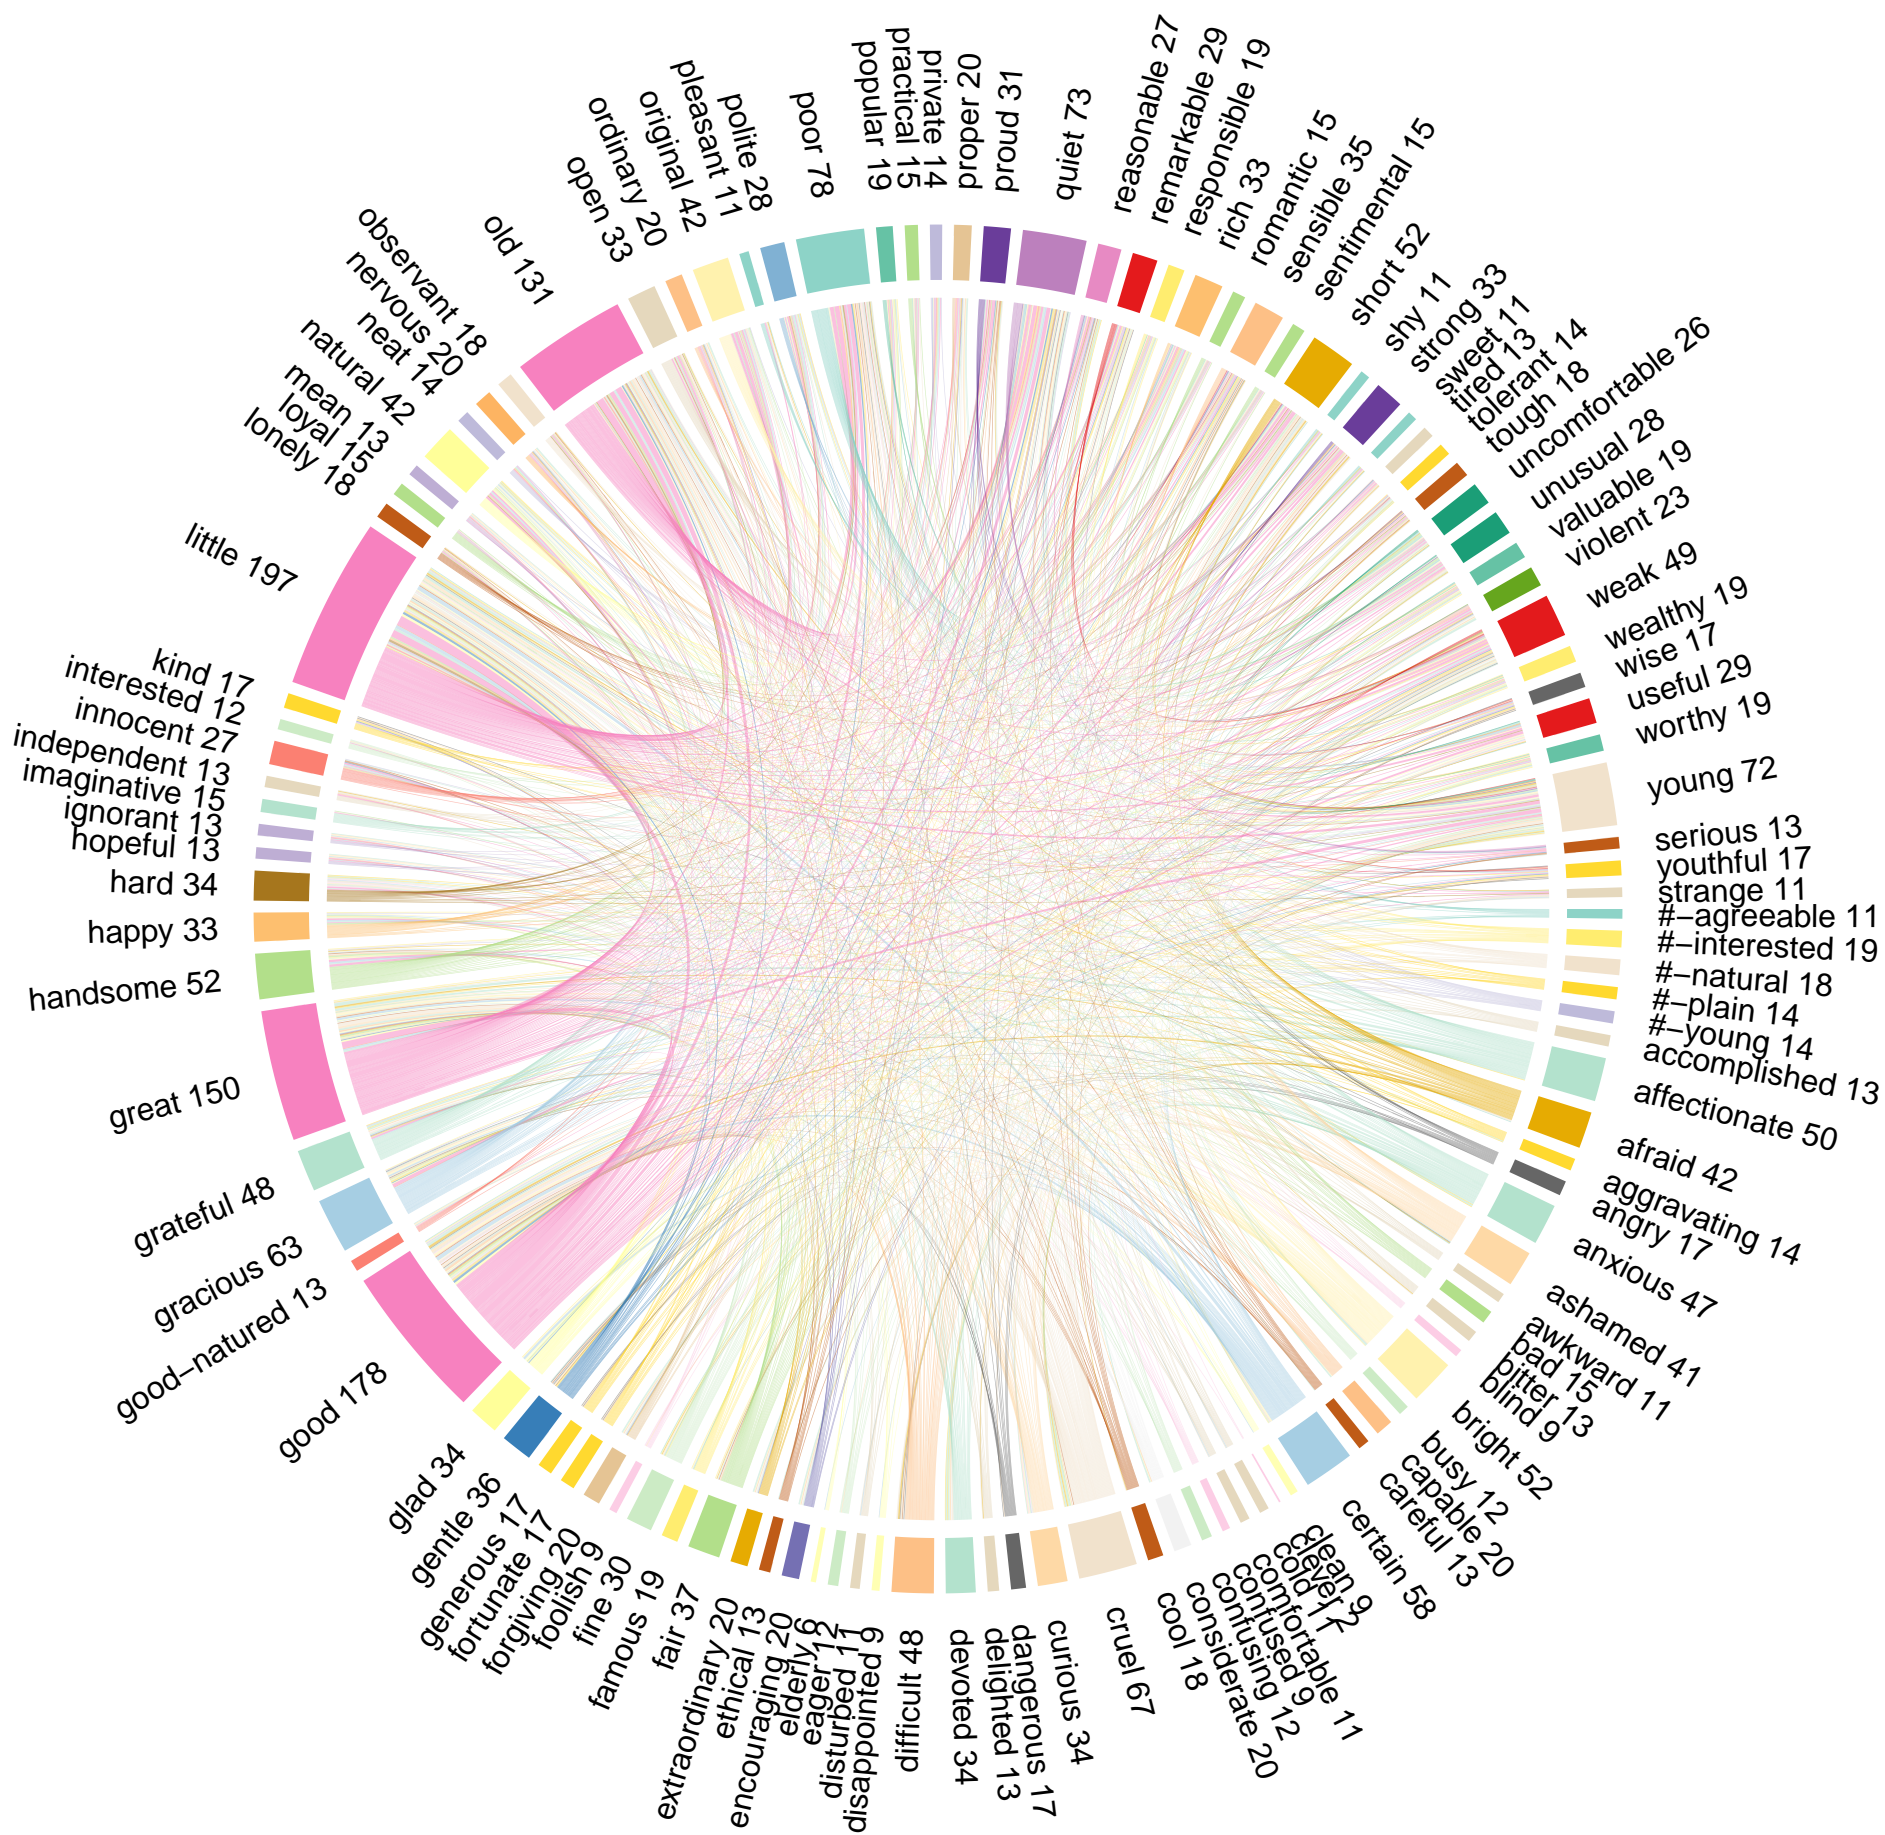 reasonable 27
remarkable 29
responsible 19
rich 33
romantic 15
sensible 35
sentimental 15
short 52
shy 11
strong 33
sweet 11
tired 13
tolerant 14
tough 18
uncomfortable 26
unusual 28
valuable 19
violent 23
weak 49
wealthy 19
wise 17
useful 29
worthy 19
young 72
serious 13
youthful 17
strange 11
#–agreeable 11
#–interested 19
#–natural 18
#–plain 14
#–young 14
accomplished 13
affectionate 50
afraid 42
aggravating 14
angry 17
anxious 47
ashamed 41
awkward 11
bad 15
bitter 13
blind 9
bright 52
busy 12
capable 20
careful 13
certain 58
clean 9
clever 2
cold 11
comfortable 11
confused 9
confusing 12
considerate 20
cool 18
cruel 67
curious 34
dangerous 17
delighted 13
devoted 34
difficult 48
disappointed 9
disturbed 11
eager 12
elderly 6
encouraging 20
ethical 13
extraordinary 20
fair 37
famous 19
fine 30
foolish 9
forgiving 20
fortunate 17
generous 17
gentle 36
glad 34
good 178
good–natured 13
gracious 63
grateful 48
great 150
handsome 52
happy 33
hard 34
hopeful 13
ignorant 13
imaginative 15
independent 13
innocent 27
interested 12
kind 17
little 197
lonely 18
loyal 15
mean 13
natural 42
neat 14
nervous 20
observant 18
old 131
open 33
ordinary 20
original 42
pleasant 11
polite 28
poor 78
popular 19
practical 15
private 14
proper 20
proud 31
quiet 73